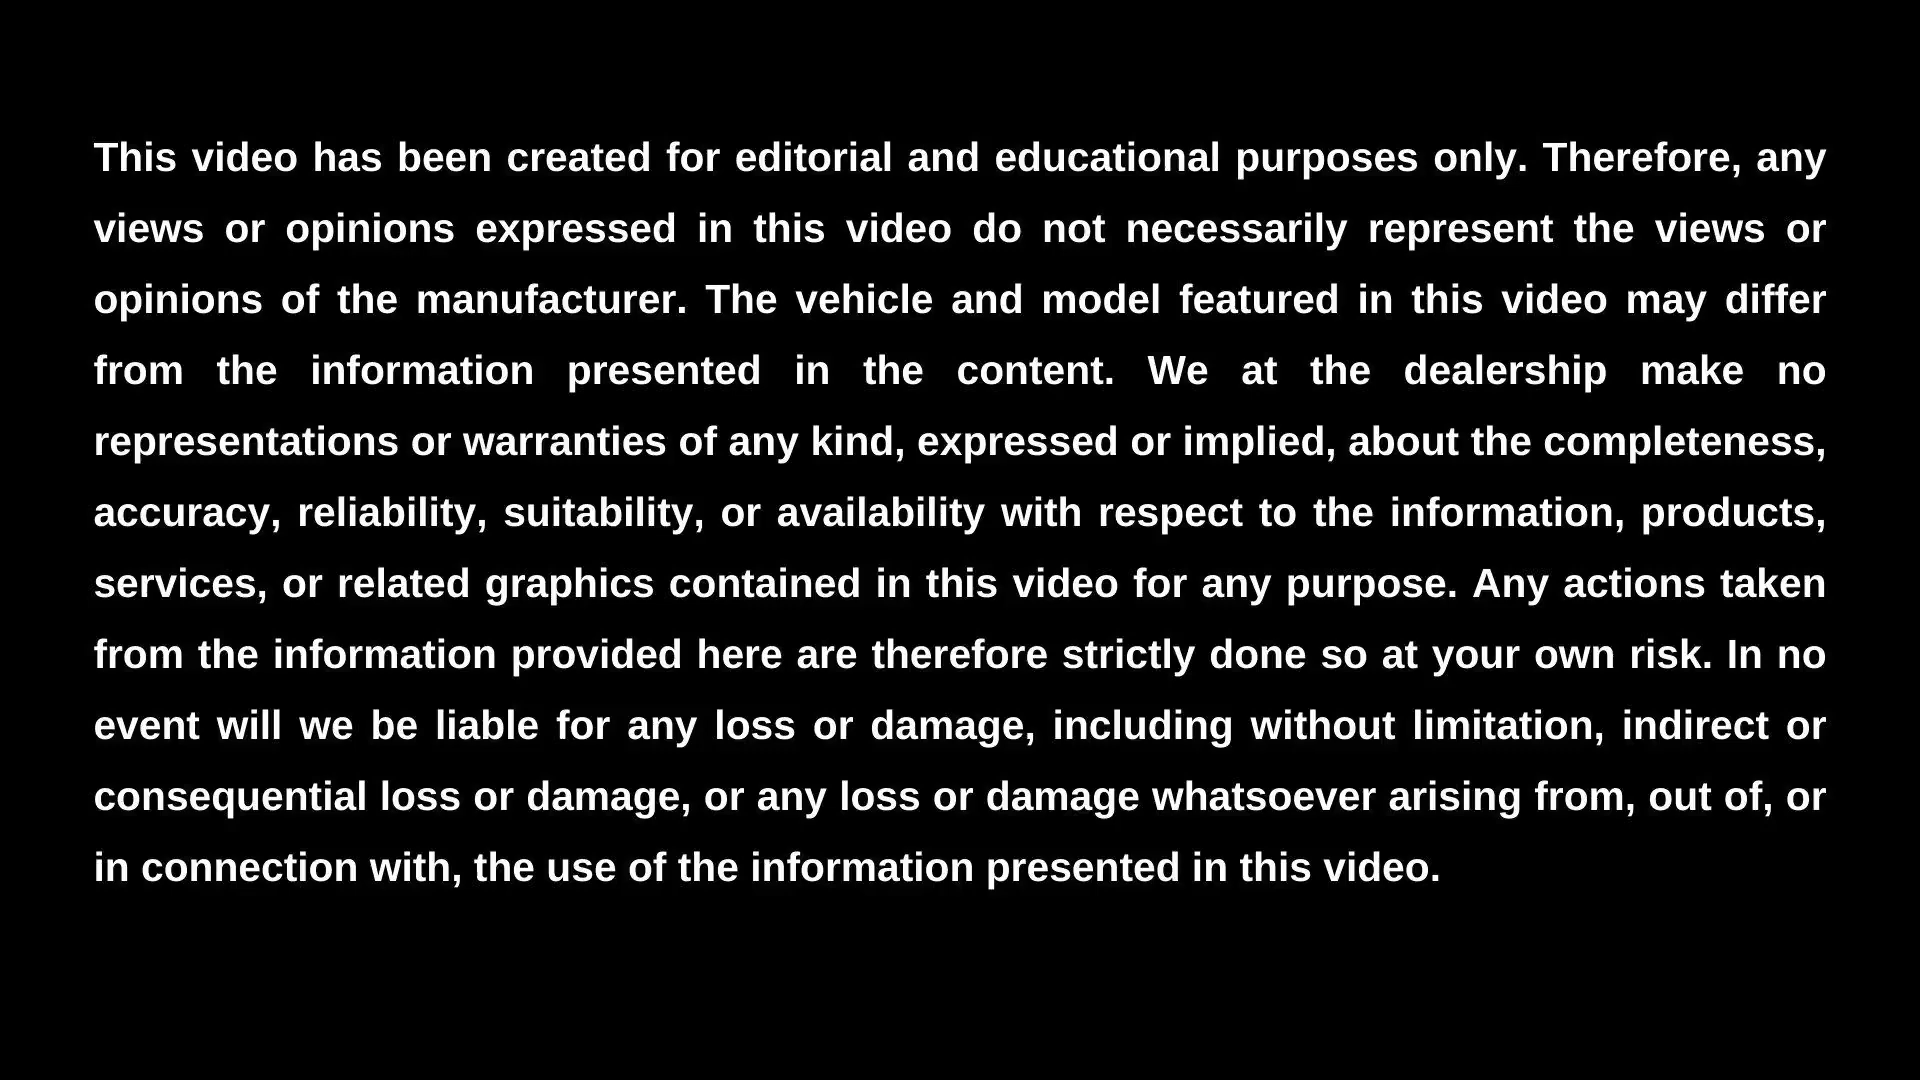 This video has been created for editorial and educational purposes only. Therefore, any
views or opinions expressed in this video do not necessarily represent the views or
opinions of the manufacturer. The vehicle and model featured in this video may differ
from the information presented in the content. We at the dealership make no
representations or warranties of any kind, expressed or implied, about the completeness,
accuracy, reliability, suitability, or availability with respect to the information, products,
services, or related graphics contained in this video for any purpose. Any actions taken
from the information provided here are therefore strictly done so at your own risk. In no
event will we be liable for any loss or damage, including without limitation, indirect or
consequential loss or damage, or any loss or damage whatsoever arising from, out of, or
in connection with, the use of the information presented in this video.